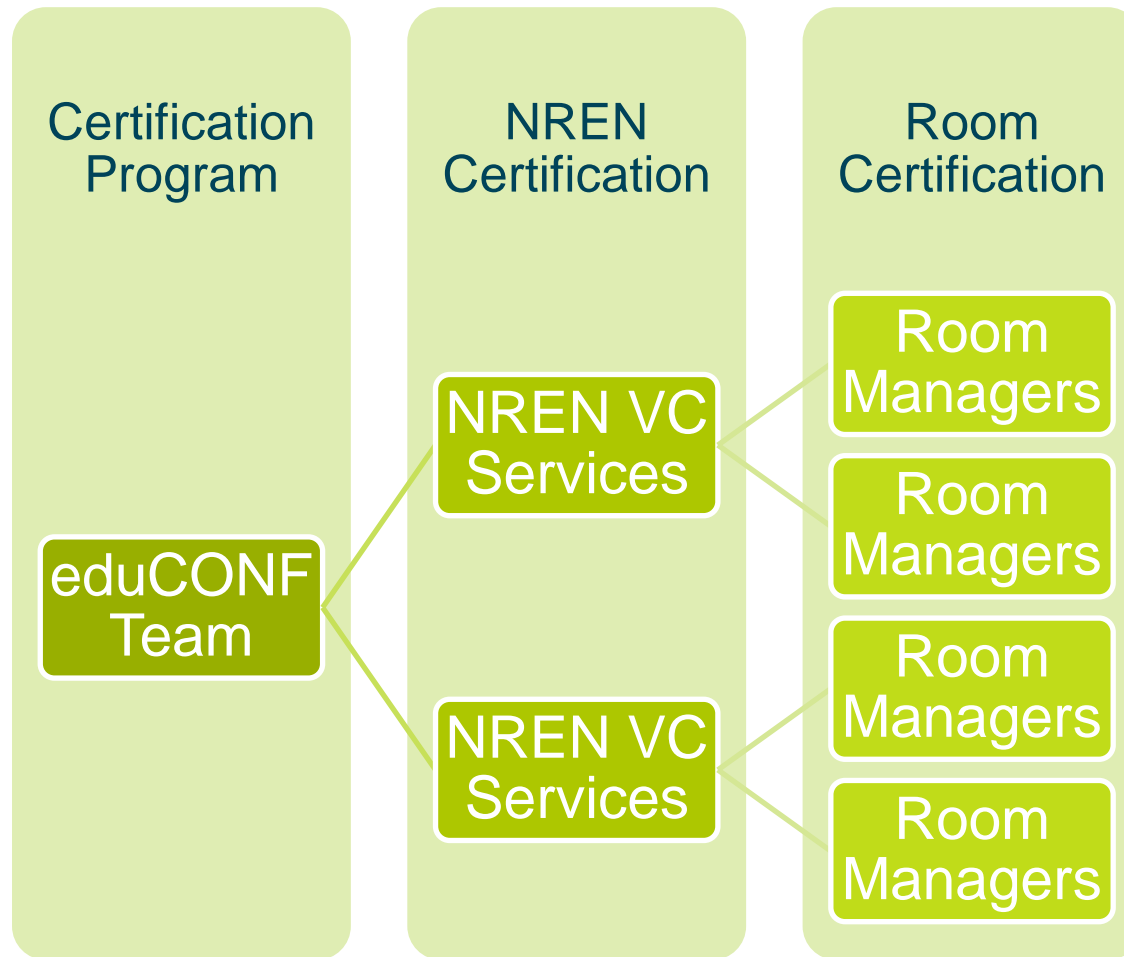 Certification
Program
NREN
Certification
Room
Certification
eduCONF
Team
NREN VC
Services
NREN VC
Services
Room
Managers
Room
Managers
Room
Managers
Room
Managers